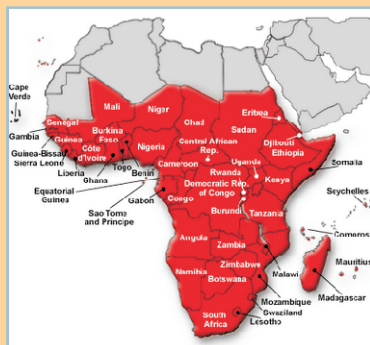 Cape
Verde
Mali
Niger
Senegal
Chad
Eritrea
Gambia
Burkina
Faso
Sudan
Guinea
Nigeria
Djibouti
Guinea-Bissau
Côte
d'Ivoire
Central African
Rep.
Ethiopia
Sierra Leone
Cameroon
Uganda
Somalia
Liberia
Togo
Benin
Rwanda
Kenya
Ghana
Democratic Rep.
of Congo
Equatorial
Guinea
Gabon
Congo
Seychelles
Sao Tome
and Principe
Burundi
Tanzania
Comoros
Angola
Zambia
Malawi
Mauritius
Zimbabwe
Namibia
Botswana
Madagascar
Mozambique
Swaziland
South
Africa
Lesotho